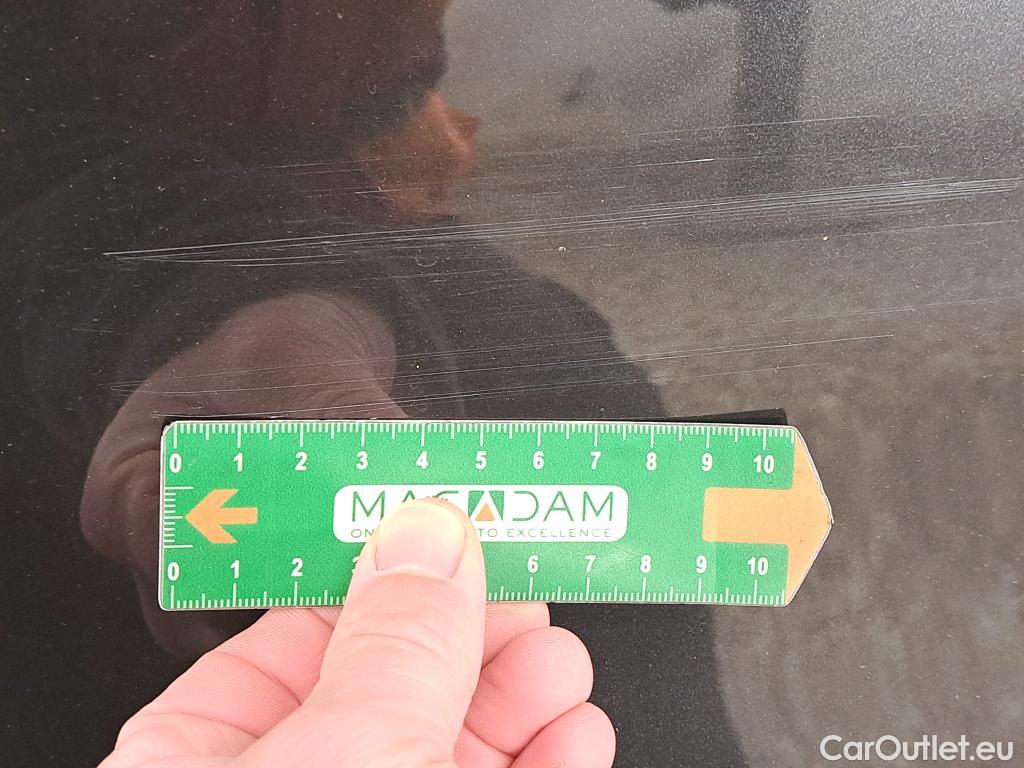 0 1 2 3 4 5 6 7 8 9 10
MACADAM
TO EXCELLENCE
0 1 2 6 7 8 9 10
CarOutlet.eu